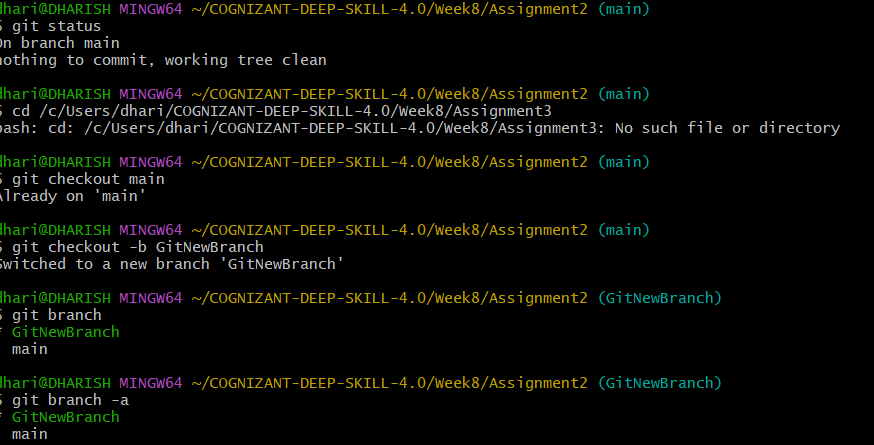 dhari@DHARISH MINGW64 ~/COGNIZANT-DEEP-SKILL-4.0/Week8/Assignment2 (main)
$ git status
On branch main
nothing to commit, working tree clean
dhari@DHARISH MINGW64 ~/COGNIZANT-DEEP-SKILL-4.0/Week8/Assignment2 (main)
$ cd /c/Users/dhari/COGNIZANT-DEEP-SKILL-4.0/Week8/Assignment3
bash: cd: /c/Users/dhari/COGNIZANT-DEEP-SKILL-4.0/Week8/Assignment3: No such file or directory
dhari@DHARISH MINGW64 ~/COGNIZANT-DEEP-SKILL-4.0/Week8/Assignment2 (main)
$ git checkout main
Already on 'main'
dhari@DHARISH MINGW64 ~/COGNIZANT-DEEP-SKILL-4.0/Week8/Assignment2 (main)
$ git checkout -b GitNewBranch
Switched to a new branch 'GitNewBranch'
dhari@DHARISH MINGW64 ~/COGNIZANT-DEEP-SKILL-4.0/Week8/Assignment2 (GitNewBranch)
$ git branch
* GitNewBranch
main
dhari@DHARISH MINGW64 ~/COGNIZANT-DEEP-SKILL-4.0/Week8/Assignment2 (GitNewBranch)
$ git branch -a
* GitNewBranch
main